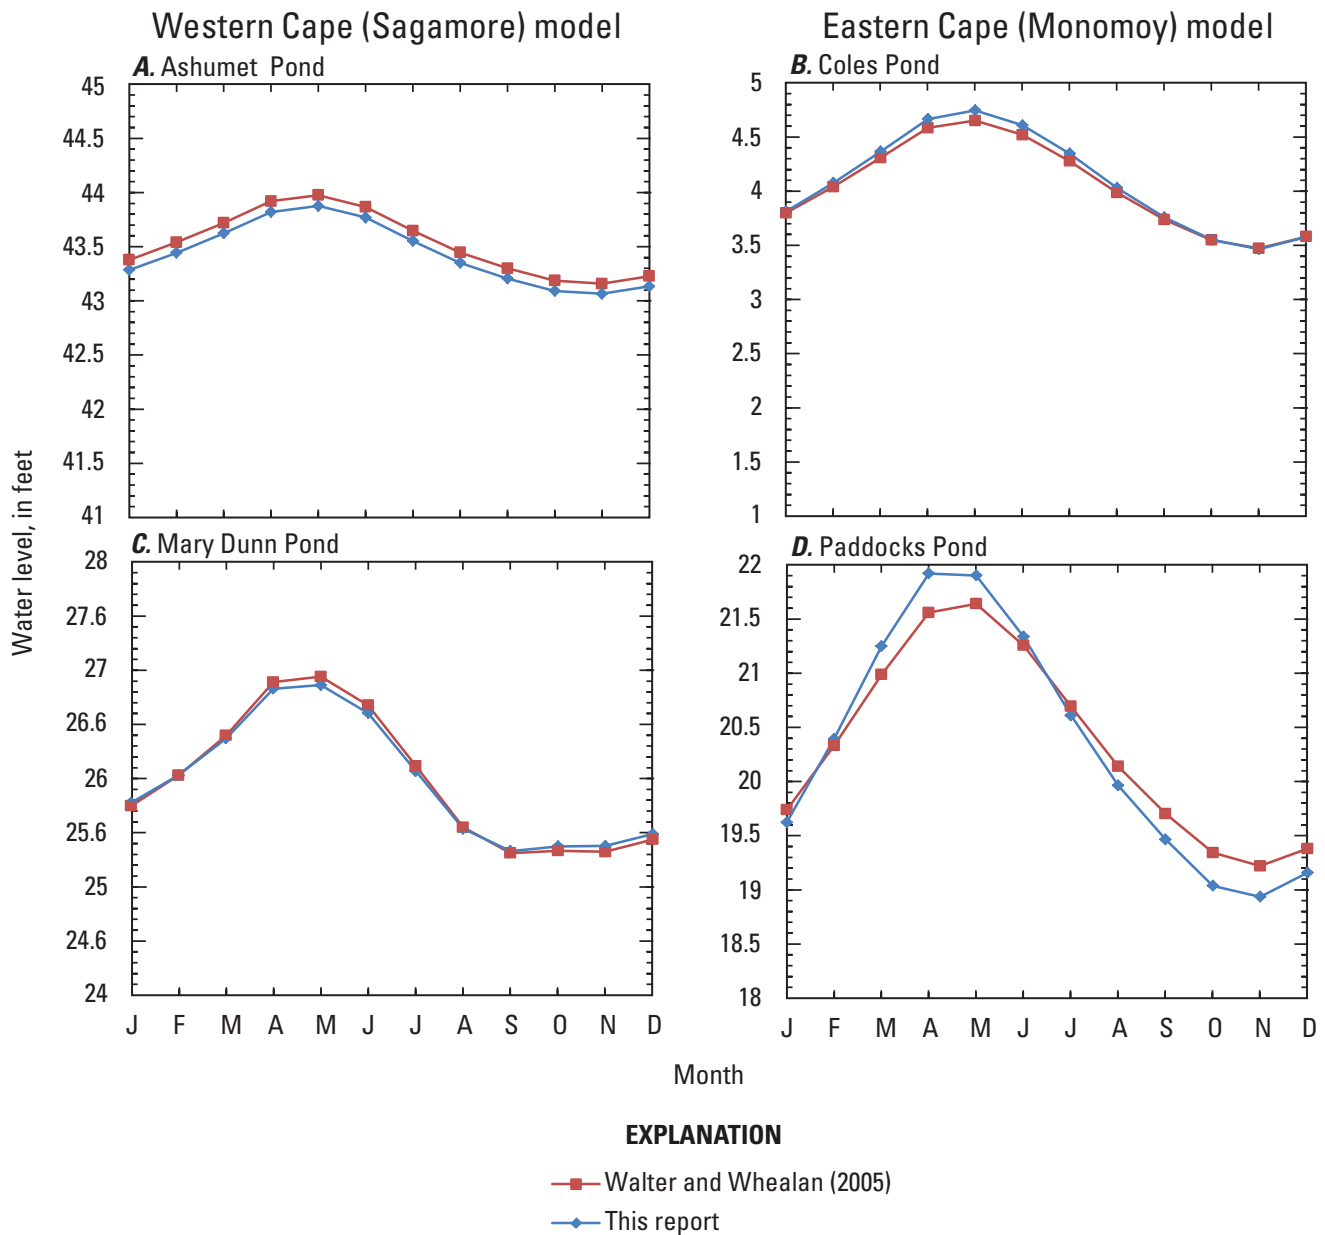 Western Cape (Sagamore) model
Eastern Cape (Monomoy) model
A. Ashumet Pond
45
44.5
44
43.5
43
42.5
42
41.5
41
B. Coles Pond
5
4.5
4
3.5
3
2.5
2
1.5
1
Water level, in feet
C. Mary Dunn Pond
28
27.6
27
26.6
26
25.6
25
24.6
24
J F M A M J J A S O N D
D. Paddocks Pond
22
21.5
21
20.5
20
19.5
19
18.5
18
J F M A M J J A S O N D
Month
EXPLANATION
Walter and Whealan (2005)
This report